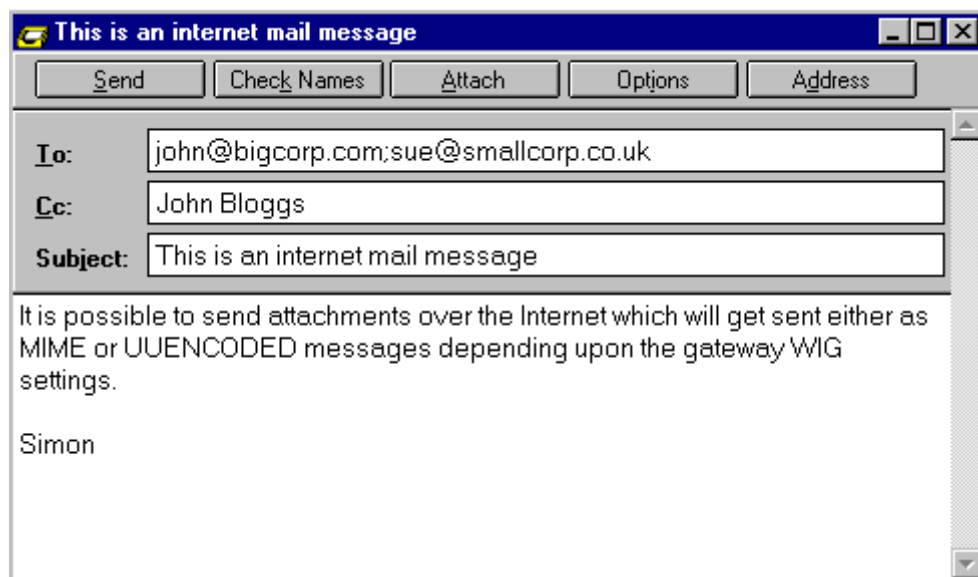 This is an internet mail message
Send Check Names Attach Options Address
To: john@bigcorp.com;sue@smallcorp.co.uk
Cc: John Bloggs
Subject: This is an internet mail message
It is possible to send attachments over the Internet which will get sent either as
MIME or UUENCODED messages depending upon the gateway WIG
settings.
Simon